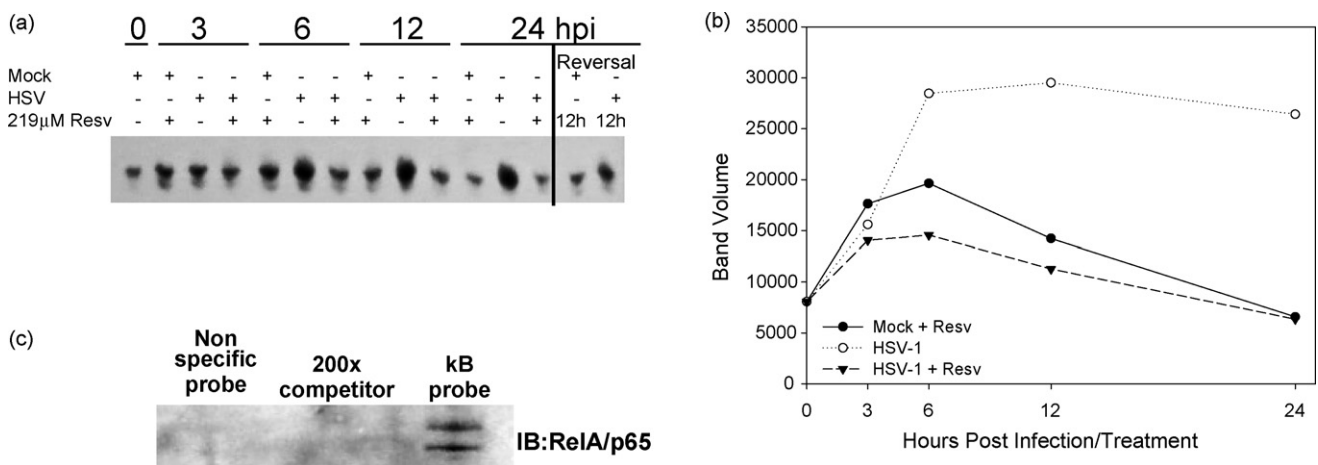 (a)
0 3 6 12 24 hpi
Reversal
Mock + + - - + - - + - - + - - + -
HSV - - + + - + + - + + - + + - +
219µM Resv - + - + + - + + - + + - + 12h 12h
(b)
35000
30000
25000
20000
15000
10000
5000
0
Band Volume
Mock + Resv
HSV-1
HSV-1 + Resv
0 3 6 12 24
Hours Post Infection/Treatment
(c)
Non specific probe
200x competitor
kB probe
IB:RelA/p65